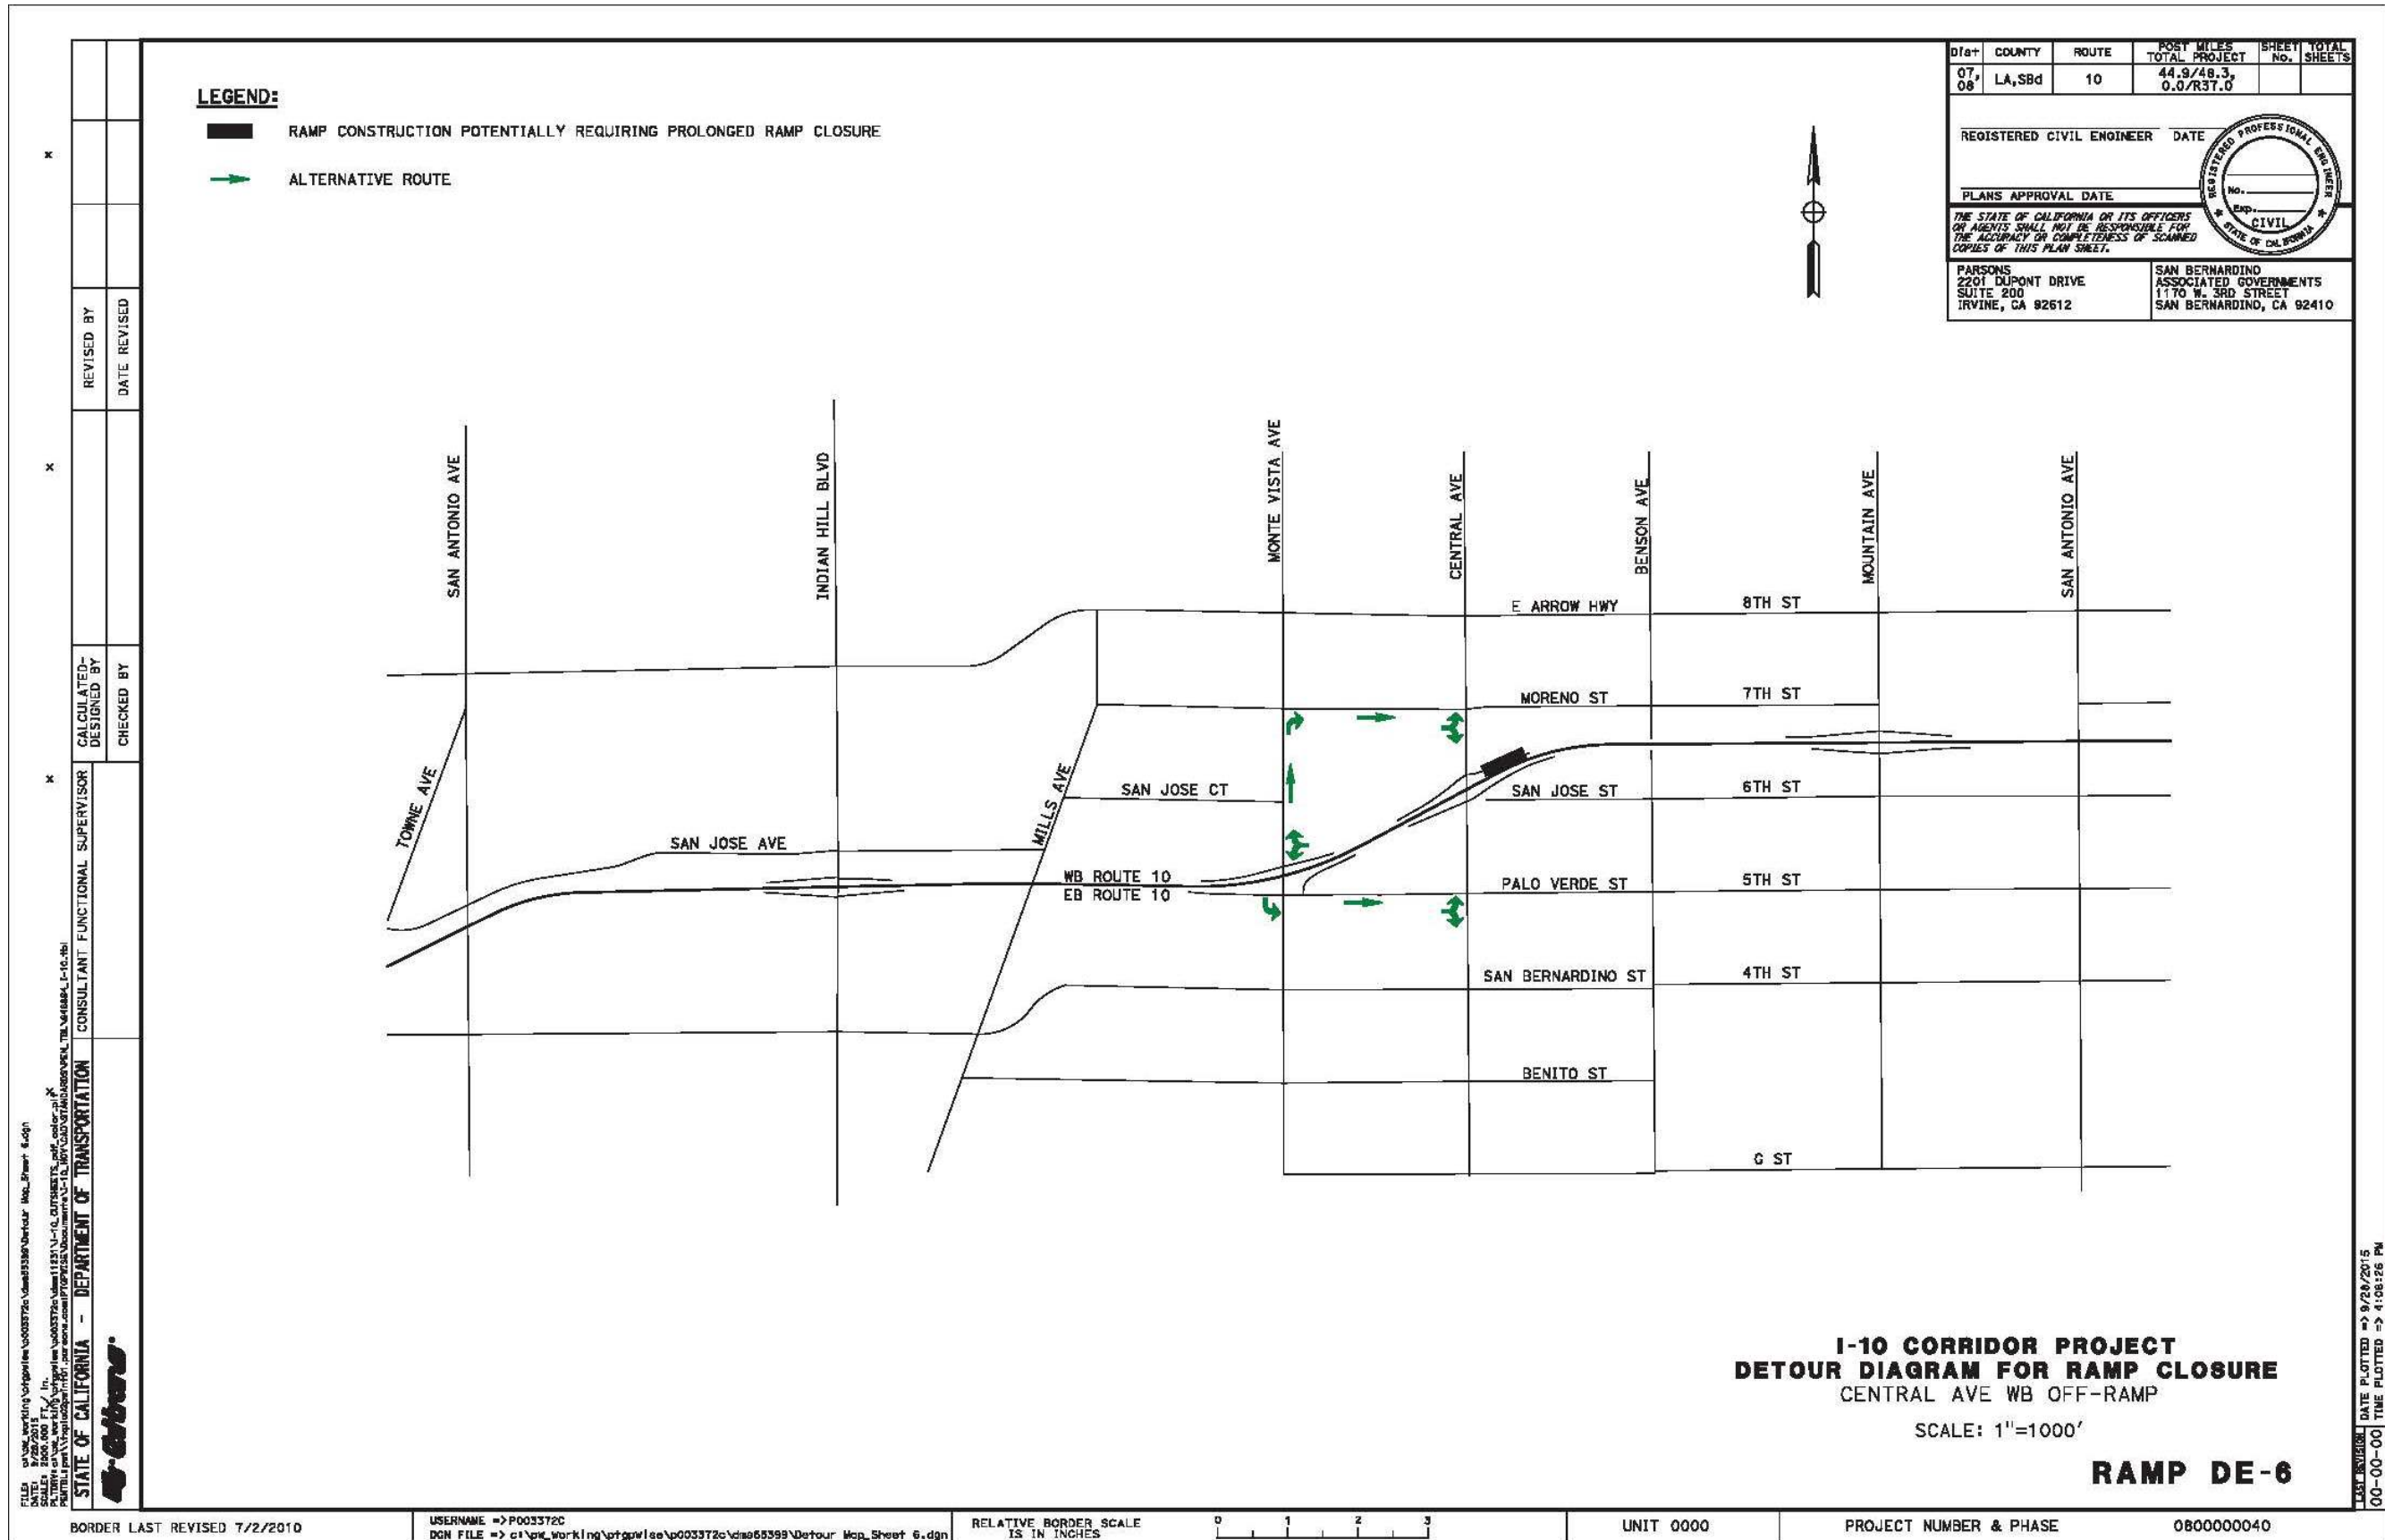 LEGEND:
RAMP CONSTRUCTION POTENTIALLY REQUIRING PROLONGED RAMP CLOSURE
ALTERNATIVE ROUTE
Dist COUNTY ROUTE POST MILES TOTAL PROJECT SHEET No. TOTAL SHEETS
07, 08 LA,SBd 10 44.9/48.3, 0.0/R37.0
REGISTERED CIVIL ENGINEER DATE
PLANS APPROVAL DATE
REGISTERED PROFESSIONAL ENGINEER
No.
Exp.
CIVIL
STATE OF CALIFORNIA
THE STATE OF CALIFORNIA OR ITS OFFICERS
OR AGENTS SHALL NOT BE RESPONSIBLE FOR
THE ACCURACY OR COMPLETENESS OF SCANNED
COPIES OF THIS PLAN SHEET.
PARSONS
2201 DUPONT DRIVE
SUITE 200
IRVINE, CA 92612
SAN BERNARDINO
ASSOCIATED GOVERNMENTS
1170 W. 3RD STREET
SAN BERNARDINO, CA 92410
REVISED BY
DATE REVISED
CALCULATED-
DESIGNED BY
CHECKED BY
CONSULTANT FUNCTIONAL SUPERVISOR
STATE OF CALIFORNIA - DEPARTMENT OF TRANSPORTATION
Caltrans
SAN ANTONIO AVE
INDIAN HILL BLVD
MONTE VISTA AVE
CENTRAL AVE
BENSON AVE
MOUNTAIN AVE
SAN ANTONIO AVE
E ARROW HWY
8TH ST
MORENO ST
7TH ST
TOWNE AVE
MILLS AVE
SAN JOSE CT
SAN JOSE ST
6TH ST
SAN JOSE AVE
WB ROUTE 10
EB ROUTE 10
PALO VERDE ST
5TH ST
SAN BERNARDINO ST
4TH ST
BENITO ST
G ST
I-10 CORRIDOR PROJECT
DETOUR DIAGRAM FOR RAMP CLOSURE
CENTRAL AVE WB OFF-RAMP
SCALE: 1"=1000'
RAMP DE-6
LAST REVISION
00-00-00
DATE PLOTTED => 9/28/2015
TIME PLOTTED => 4:06:26 PM
BORDER LAST REVISED 7/2/2010
USERNAME =>P003372C
DGN FILE => c:\pw_working\ptgpwise\p003372c\dms65399\Detour Map_Sheet 6.dgn
RELATIVE BORDER SCALE
IS IN INCHES
0 1 2 3
UNIT 0000
PROJECT NUMBER & PHASE
0800000040